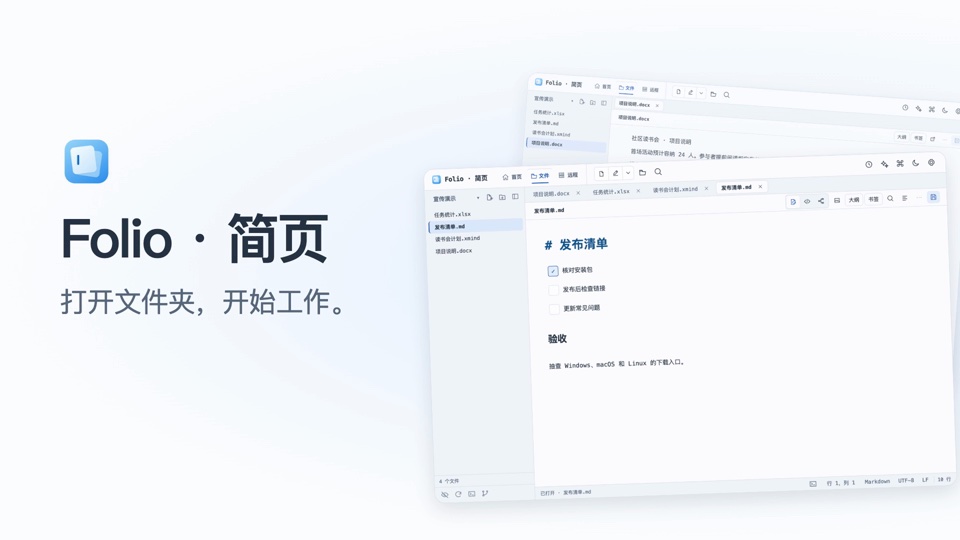 Folio · 简页
打开文件夹，开始工作。
Folio · 简页 首页 文件 远程
宣传演示
任务统计.xlsx
发布清单.md
读书会计划.xmind
项目说明.docx
项目说明.docx ×
项目说明.docx
大纲 书签
社区读书会 · 项目说明
Folio · 简页 首页 文件 远程
宣传演示
任务统计.xlsx
发布清单.md
读书会计划.xmind
项目说明.docx
4 个文件
项目说明.docx × 任务统计.xlsx × 读书会计划.xmind × 发布清单.md ×
发布清单.md
大纲 书签
# 发布清单
核对安装包
发布后检查链接
更新常见问题
验收
抽查 Windows、macOS 和 Linux 的下载入口。
已打开 · 发布清单.md
行 1, 列 1 Markdown UTF-8 LF 10 行